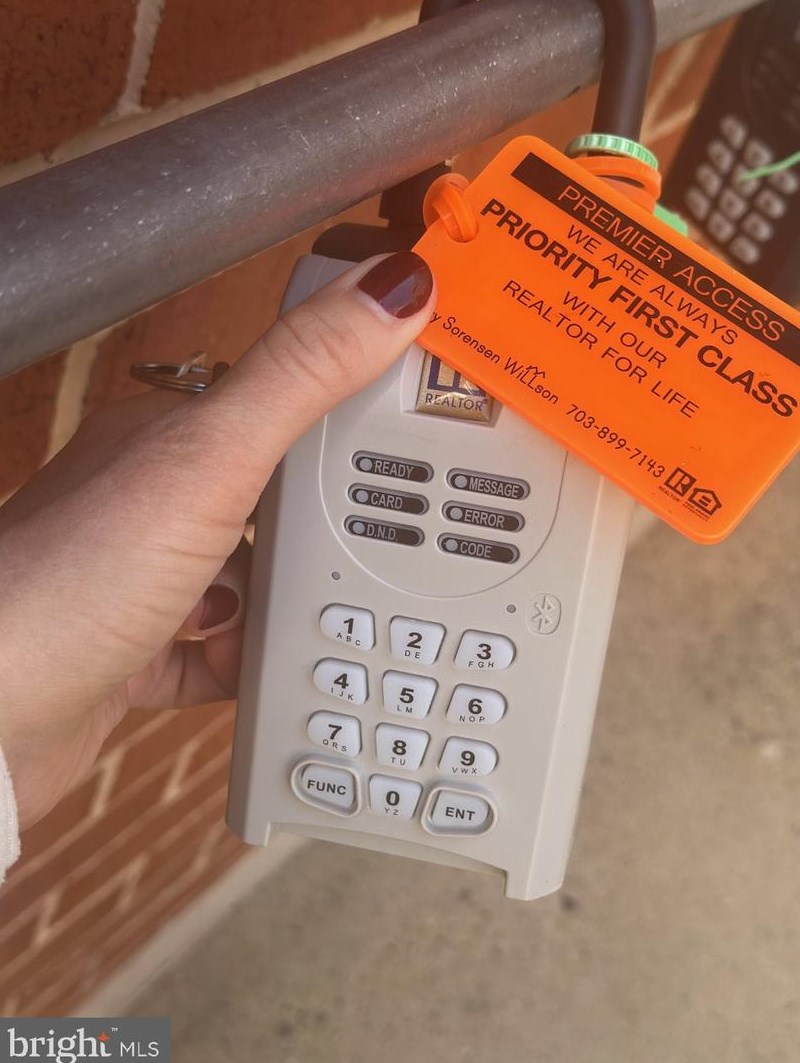 PREMIER ACCESS
WE ARE ALWAYS
PRIORITY FIRST CLASS
WITH OUR
REALTOR FOR LIFE
Sorensen WiLLson 703-899-7143
REALTOR
READY
MESSAGE
CARD
ERROR
D.N.D.
CODE
1 2 3
ABC DE FGH
4 5 6
IJK LM NOP
7 8 9
QRS TU VWX
FUNC 0 ENT
YZ
bright™ MLS